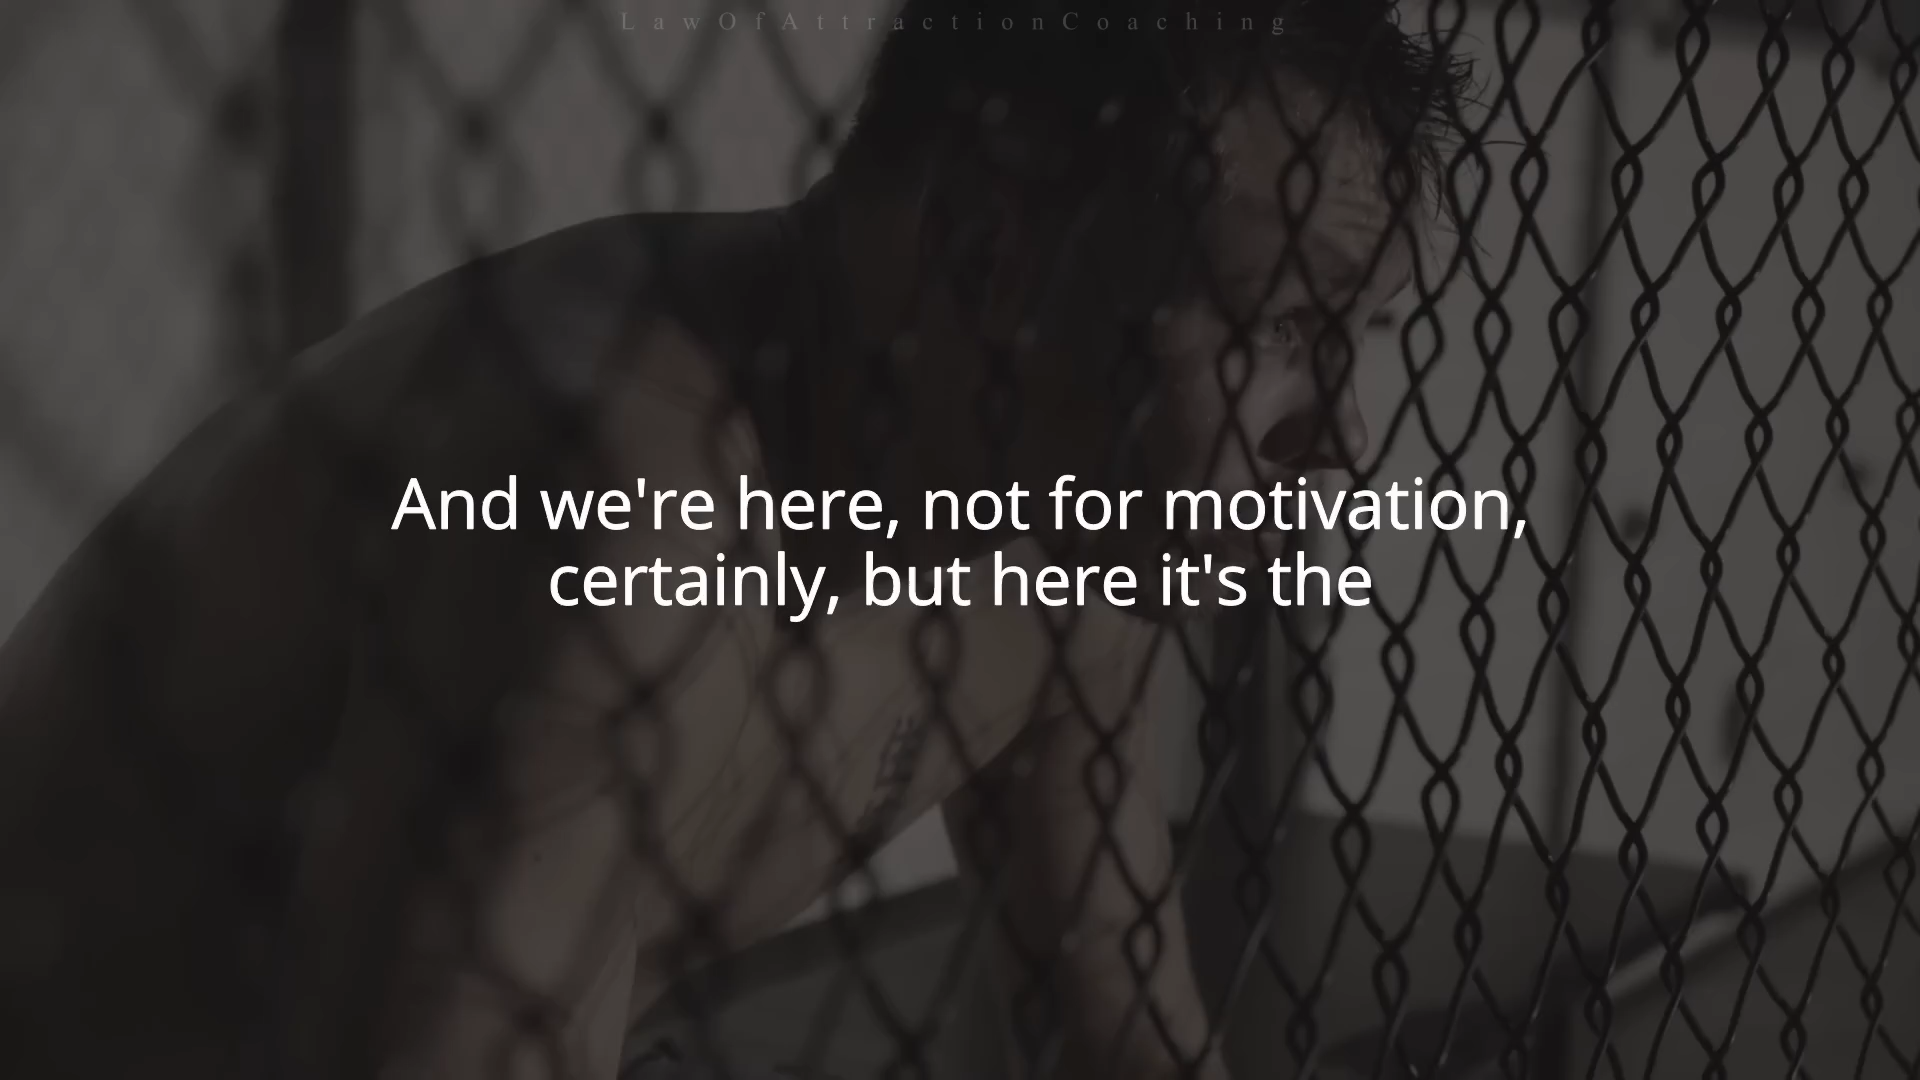 LawOfAttractionCoaching
And we're here, not for motivation,
certainly, but here it's the